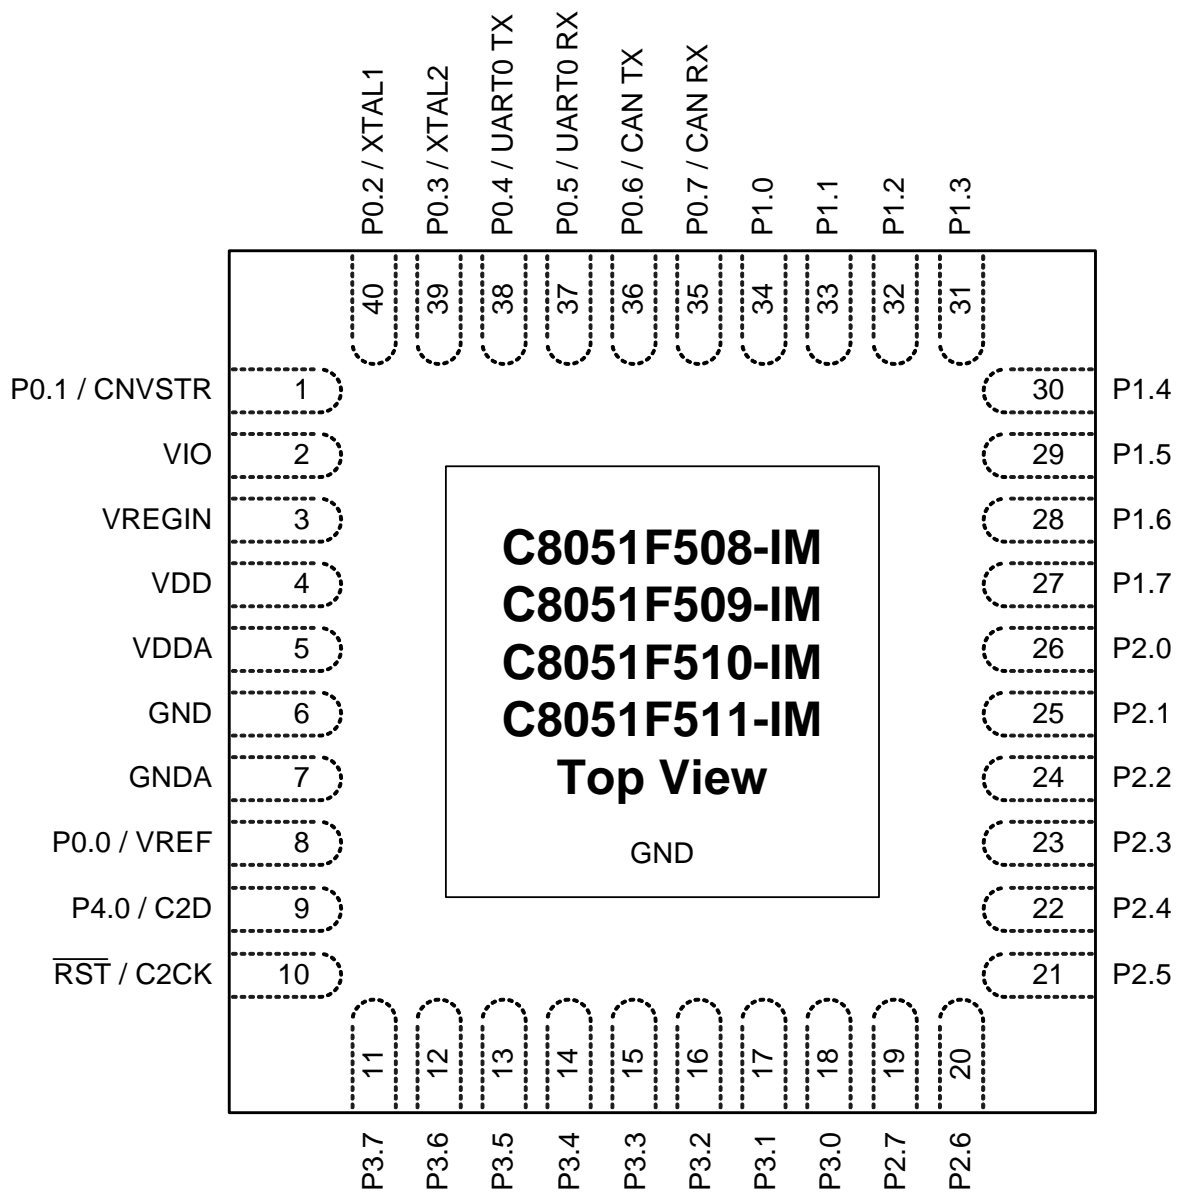 P0.2 / XTAL1
P0.3 / XTAL2
P0.4 / UART0 TX
P0.5 / UART0 RX
P0.6 / CAN TX
P0.7 / CAN RX
P1.0
P1.1
P1.2
P1.3
40
39
38
37
36
35
34
33
32
31
P0.1 / CNVSTR 1
30 P1.4
VIO 2
29 P1.5
VREGIN 3
28 P1.6
VDD 4
27 P1.7
VDDA 5
26 P2.0
GND 6
25 P2.1
GNDA 7
24 P2.2
P0.0 / VREF 8
23 P2.3
P4.0 / C2D 9
22 P2.4
R̅S̅T̅ / C2CK 10
21 P2.5
C8051F508-IM
C8051F509-IM
C8051F510-IM
C8051F511-IM
Top View
GND
11
12
13
14
15
16
17
18
19
20
P3.7
P3.6
P3.5
P3.4
P3.3
P3.2
P3.1
P3.0
P2.7
P2.6